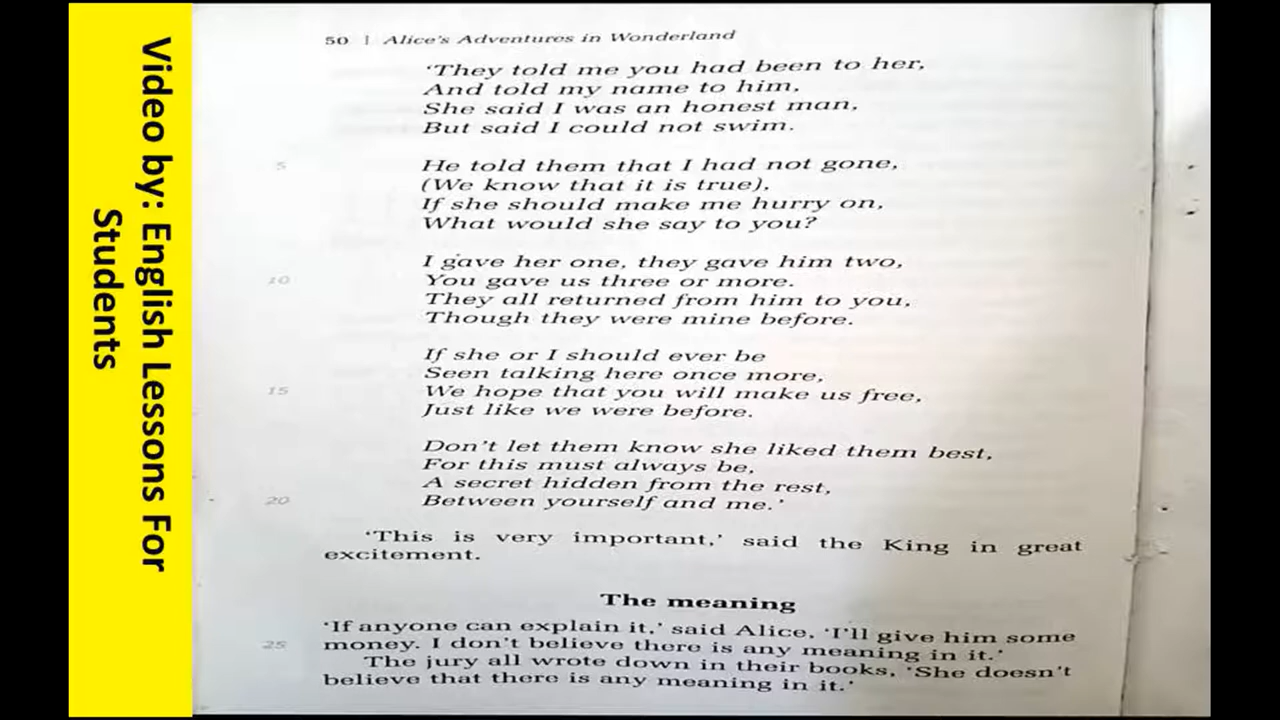 Video by: English Lessons For
Students
50 | Alice's Adventures in Wonderland
'They told me you had been to her,
And told my name to him,
She said I was an honest man,
But said I could not swim.
5 He told them that I had not gone,
(We know that it is true),
If she should make me hurry on,
What would she say to you?
I gave her one, they gave him two,
10 You gave us three or more.
They all returned from him to you,
Though they were mine before.
If she or I should ever be
Seen talking here once more,
15 We hope that you will make us free,
Just like we were before.
Don't let them know she liked them best,
For this must always be,
A secret hidden from the rest,
20 Between yourself and me.'
'This is very important,' said the King in great
excitement.
The meaning
'If anyone can explain it,' said Alice, 'I'll give him some
25 money. I don't believe there is any meaning in it.'
The jury all wrote down in their books, 'She doesn't
believe that there is any meaning in it.'